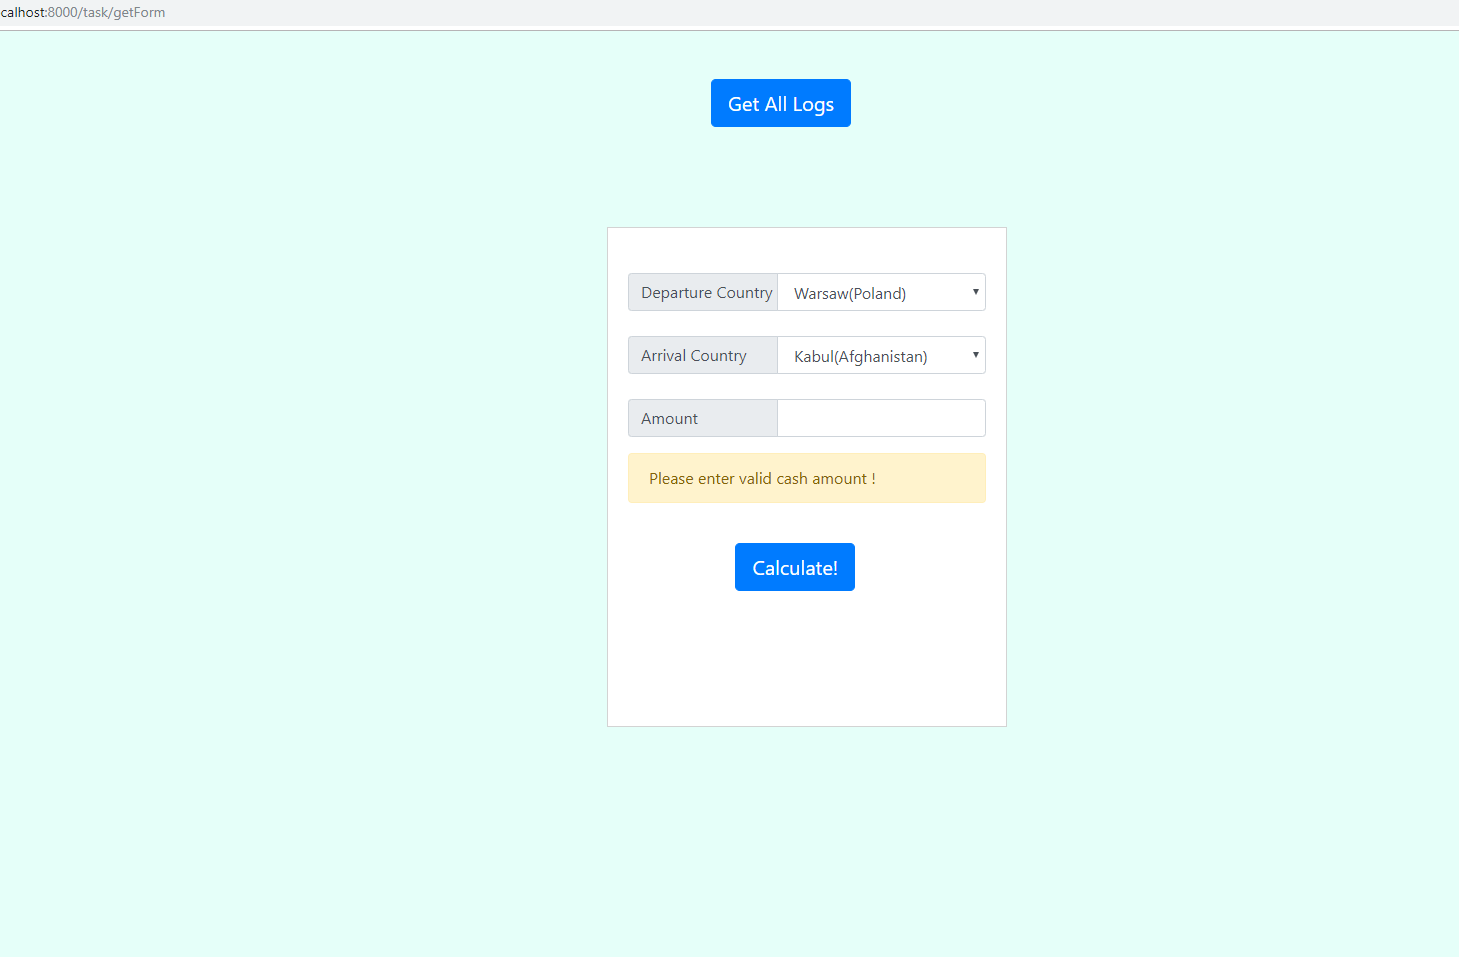 calhost:8000/task/getForm
Get All Logs
Departure Country Warsaw(Poland)
Arrival Country Kabul(Afghanistan)
Amount
Please enter valid cash amount !
Calculate!